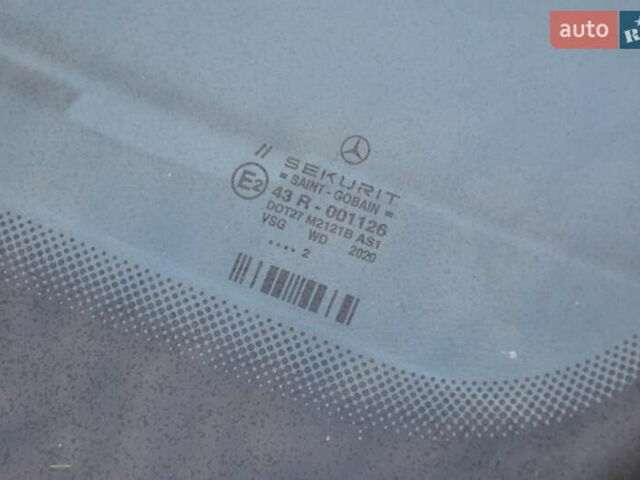 auto
R
// SEKURIT
= SAINT - GOBAIN =
E2 43 R - 001126
DOT27 M2121B AS1
VSG WD 2020
.... 2